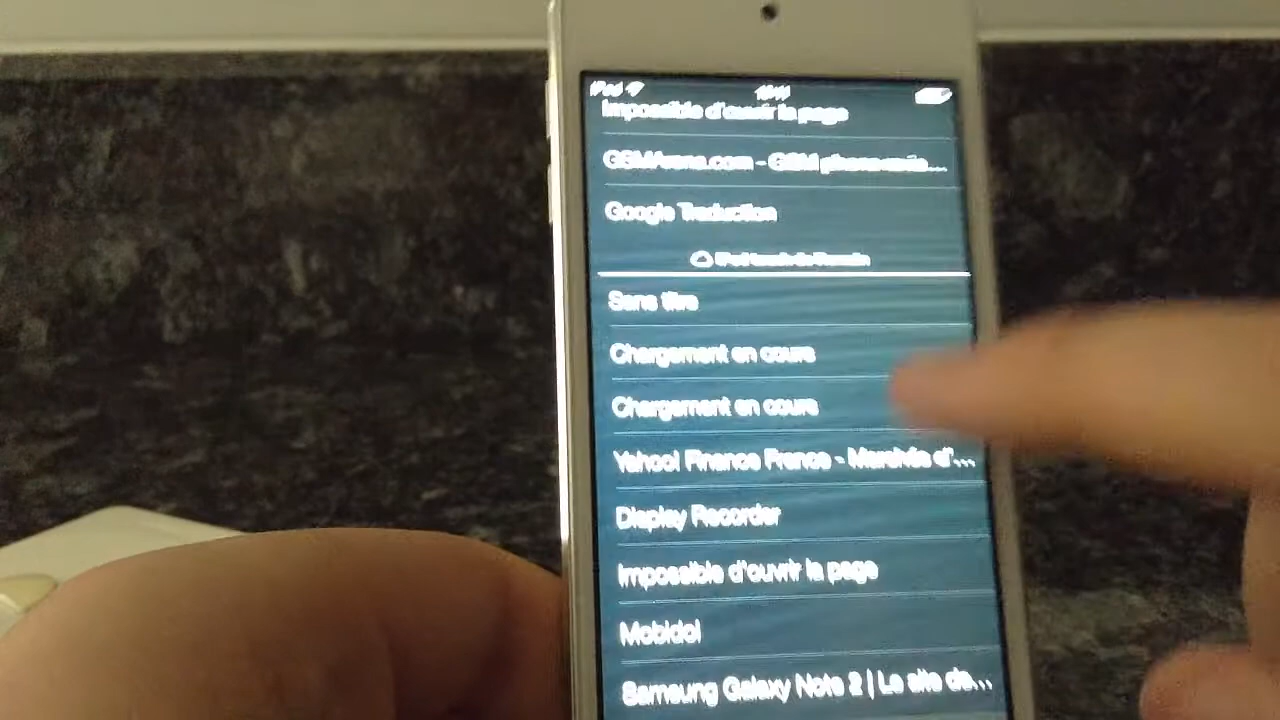 iPod
Impossible d'ouvrir la page
GSMArena.com - GSM phone
Google Traduction
Sans titre
Chargement en cours
Chargement en cours
Yahoo! Finance France - Marchés d'...
Display Recorder
Impossible d'ouvrir la page
Mobidol
Samsung Galaxy Note 2 | Le site de...